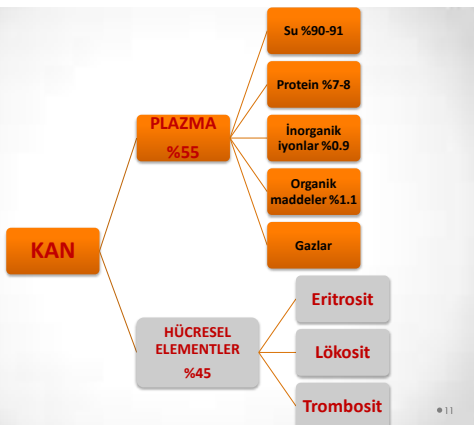 Su %90-91
Protein %7-8
PLAZMA
%55
İnorganik
iyonlar %0.9
Organik
maddeler %1.1
Gazlar
KAN
HÜCRESEL
ELEMENTLER
%45
Eritrosit
Lökosit
Trombosit
11